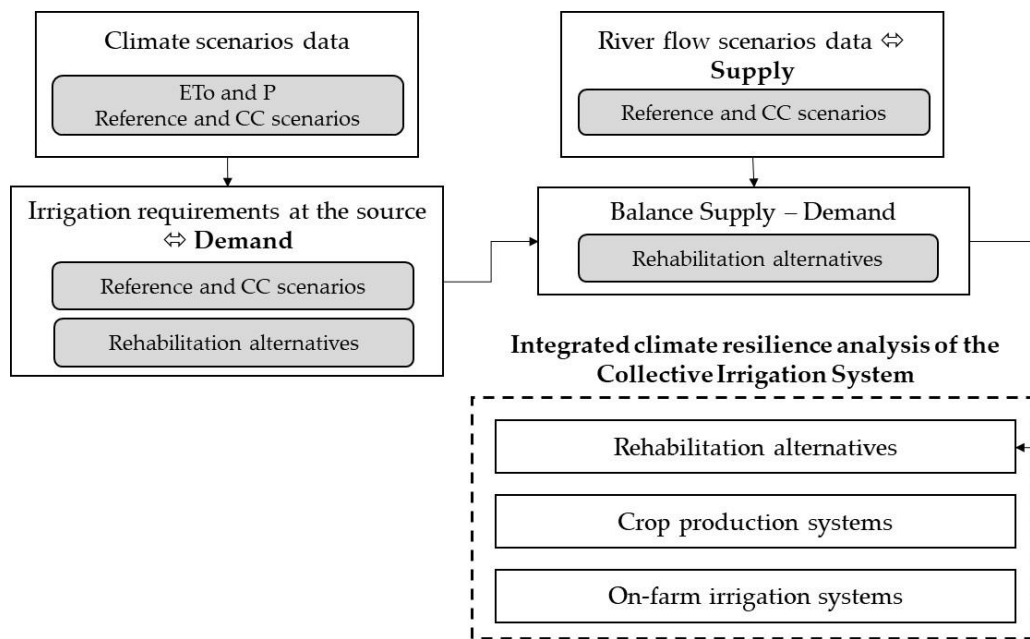 Climate scenarios data
ETo and P
Reference and CC scenarios
River flow scenarios data ⇔
Supply
Reference and CC scenarios
Irrigation requirements at the source
⇔ Demand
Reference and CC scenarios
Rehabilitation alternatives
Balance Supply – Demand
Rehabilitation alternatives
Integrated climate resilience analysis of the
Collective Irrigation System
Rehabilitation alternatives
Crop production systems
On-farm irrigation systems